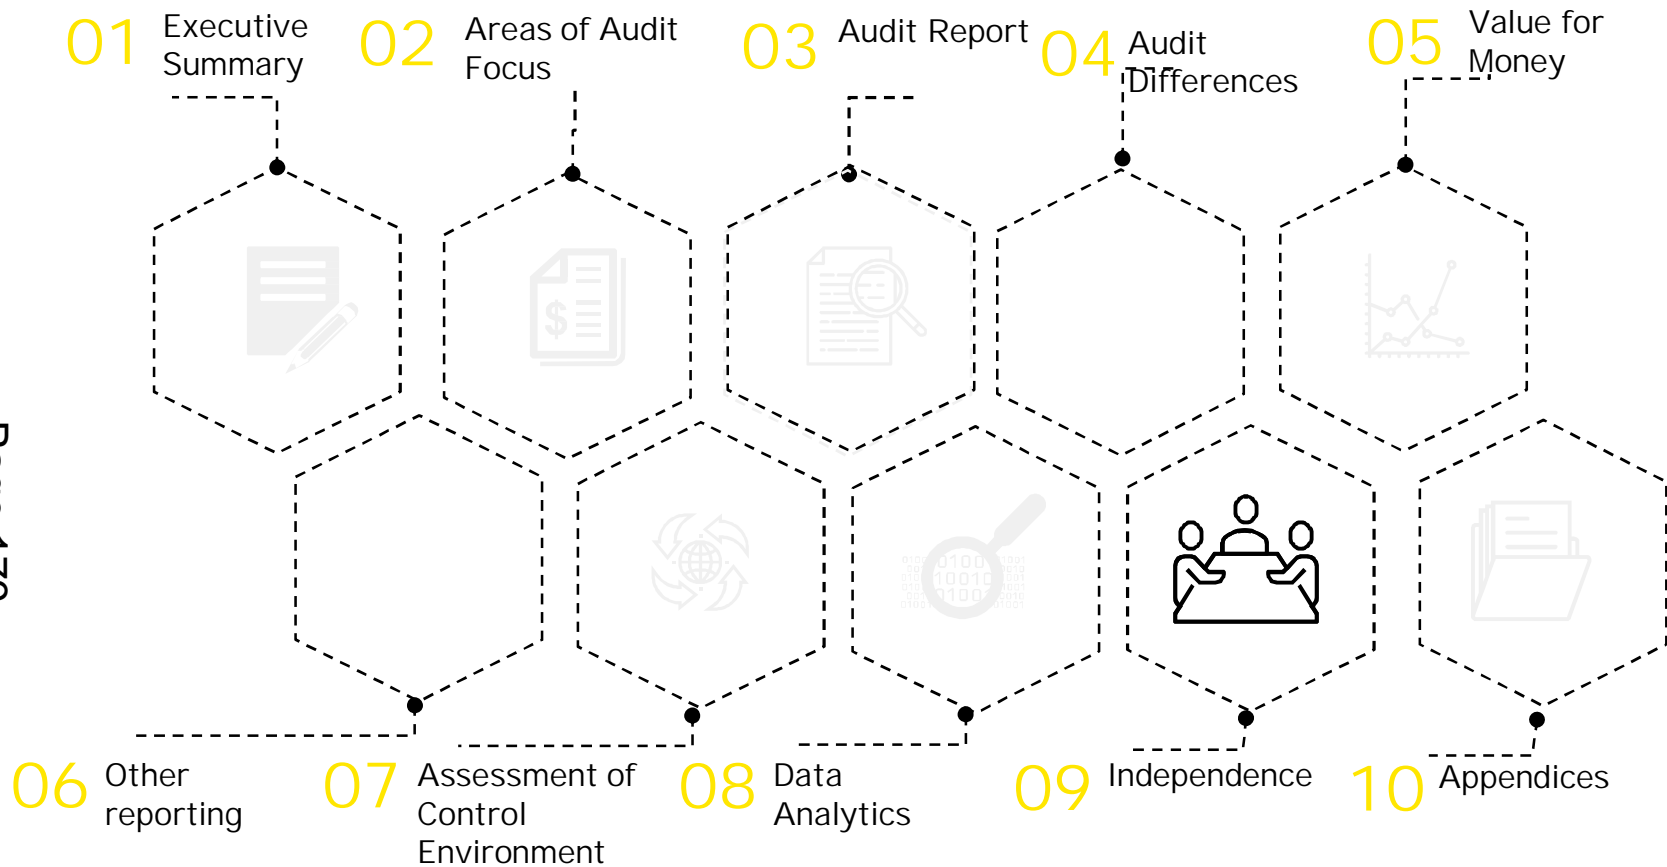 01 Executive
Summary
02 Areas of Audit
Focus
03 Audit Report
04 Audit
Differences
05 Value for
Money
06 Other
reporting
07 Assessment of
Control
Environment
08 Data
Analytics
09 Independence
10 Appendices
$